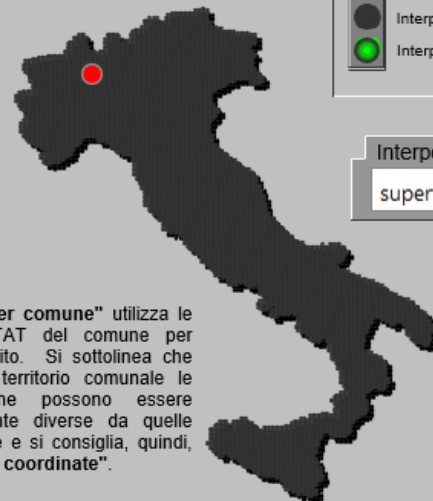 Interp
Interp
Interp
super
er comune" utilizza le
TAT del comune per
ito. Si sottolinea che
territorio comunale le
he possono essere
nte diverse da quelle
e e si consiglia, quindi,
coordinate".